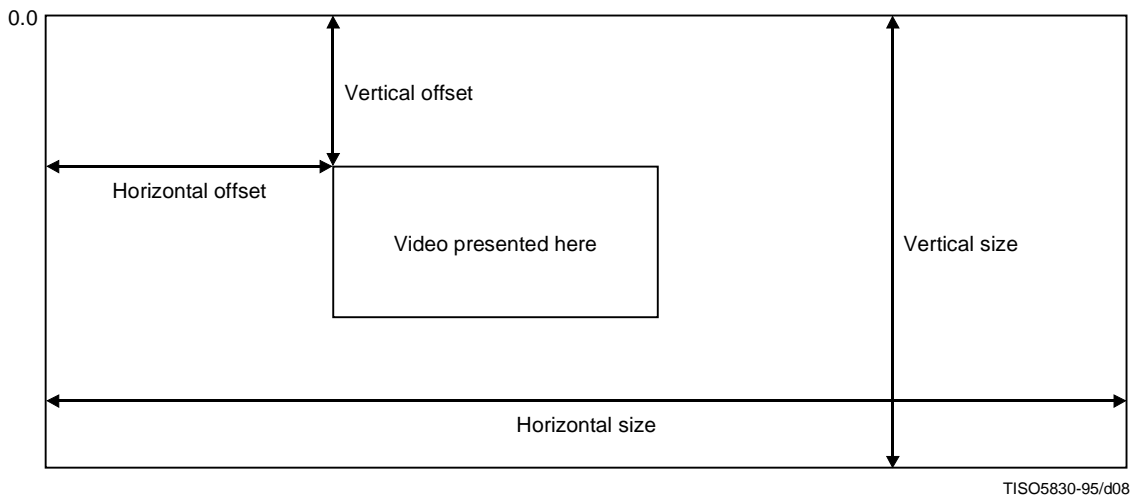 0.0
Vertical offset
Horizontal offset
Video presented here
Vertical size
Horizontal size
TISO5830-95/d08